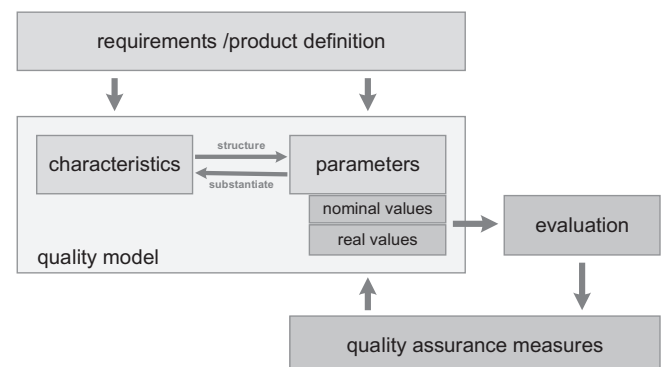 requirements /product definition
structure
characteristics
parameters
substantiate
nominal values
real values
evaluation
quality model
quality assurance measures